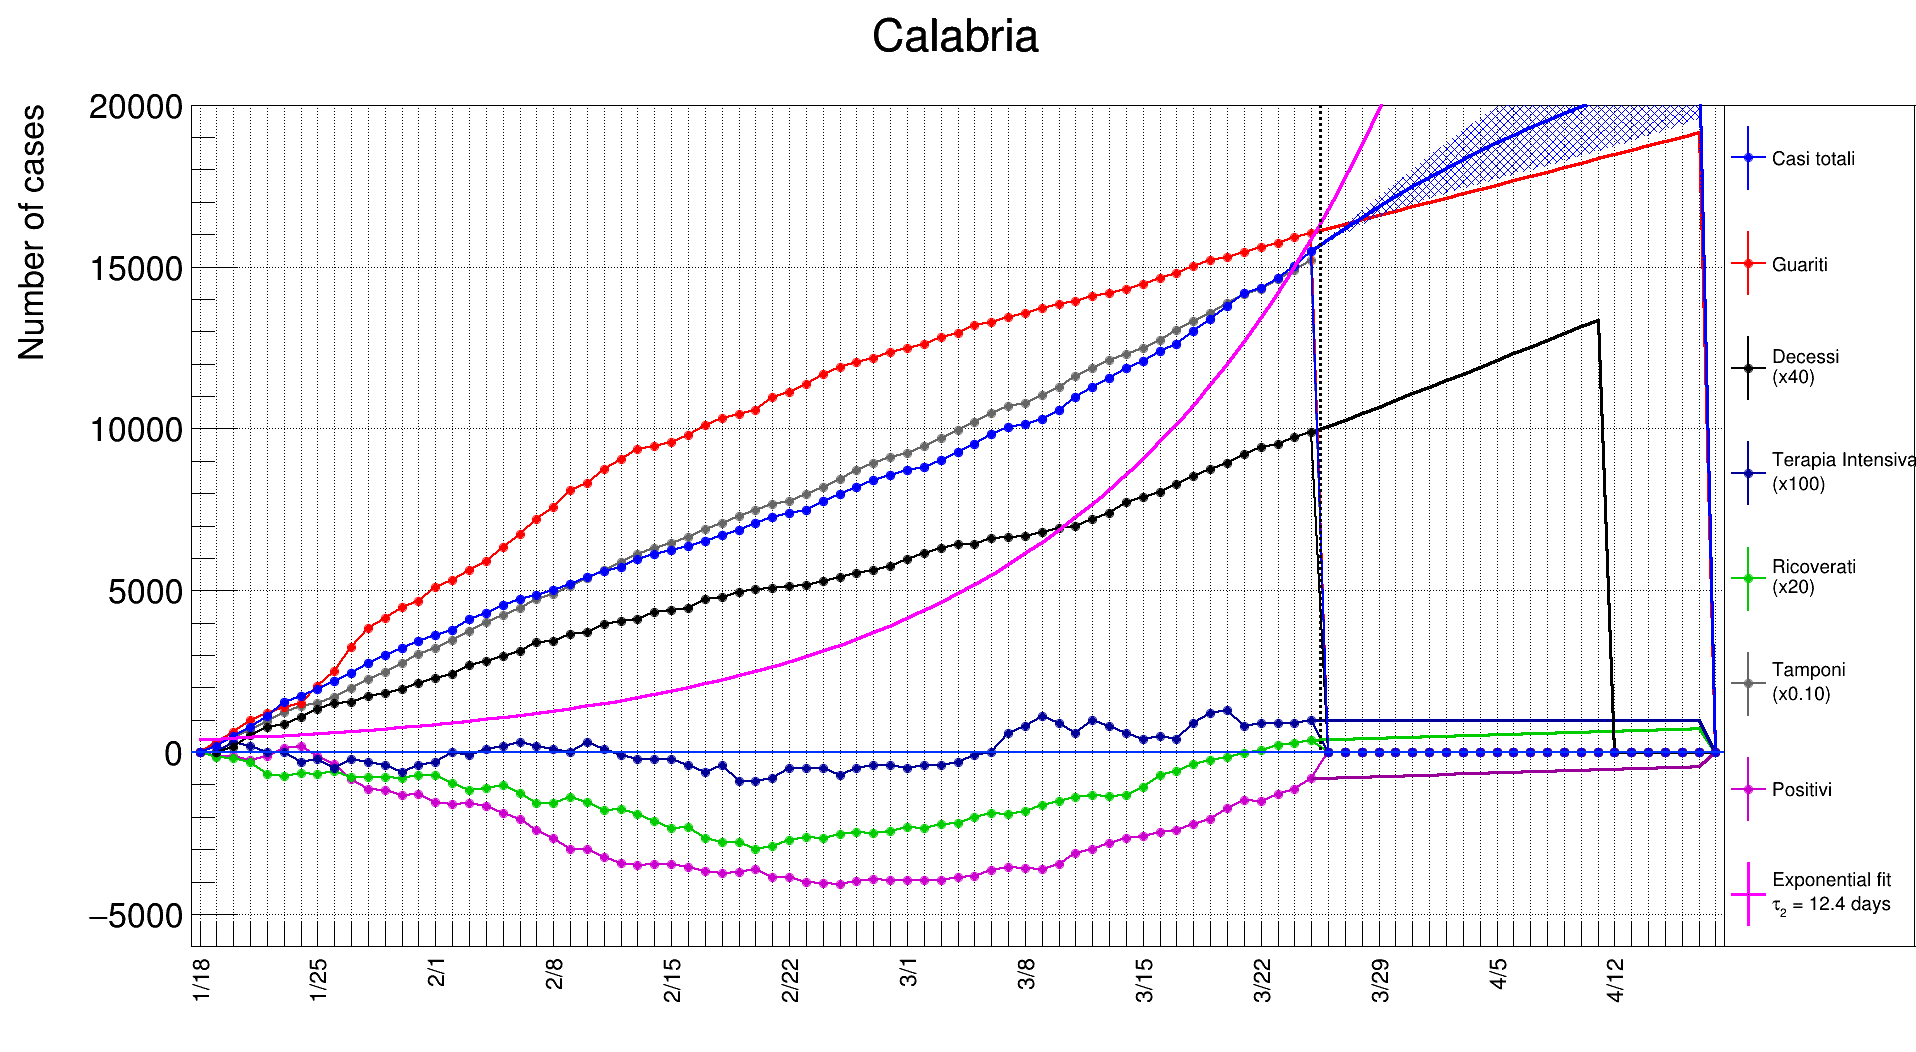 Calabria
Number of cases
20000
15000
10000
5000
0
−5000
1/18
1/25
2/1
2/8
2/15
2/22
3/1
3/8
3/15
3/22
3/29
4/5
4/12
Casi totali
Guariti
Decessi
(x40)
Terapia Intensiva
(x100)
Ricoverati
(x20)
Tamponi
(x0.10)
Positivi
Exponential fit
τ₂ = 12.4 days